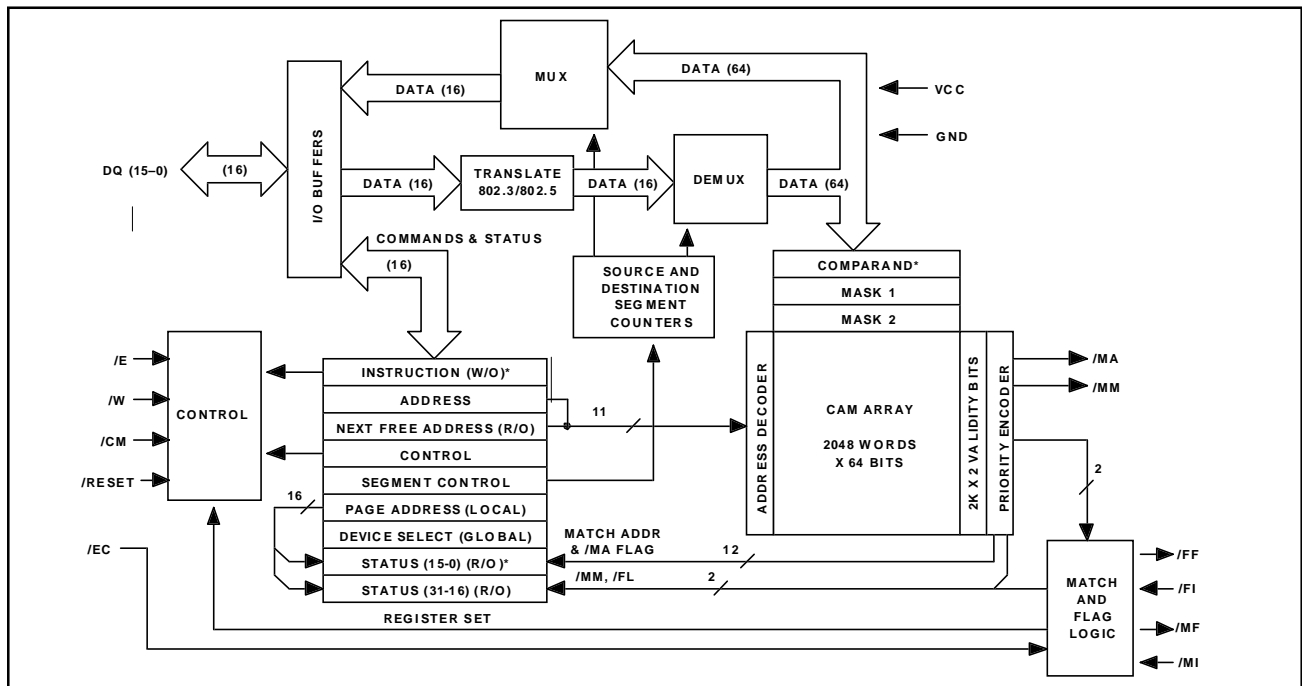 MUX
DATA (64)
DATA (16)
VCC
GND
I/O BUFFERS
DQ (15–0)
(16)
DATA (16)
TRANSLATE
802.3/802.5
DATA (16)
DEMUX
DATA (64)
COMMANDS & STATUS
(16)
SOURCE AND
DESTINATION
SEGMENT
COUNTERS
COMPARAND*
MASK 1
MASK 2
/E
/W
/CM
/RESET
/EC
CONTROL
INSTRUCTION (W/O)*
ADDRESS
NEXT FREE ADDRESS (R/O)
CONTROL
SEGMENT CONTROL
PAGE ADDRESS (LOCAL)
DEVICE SELECT (GLOBAL)
STATUS (15-0) (R/O)*
STATUS (31-16) (R/O)
REGISTER SET
16
11
ADDRESS DECODER
CAM ARRAY
2048 WORDS
X 64 BITS
2K X 2 VALIDITY BITS
PRIORITY ENCODER
/MA
/MM
2
MATCH ADDR
& /MA FLAG
12
/MM, /FL
2
MATCH
AND
FLAG
LOGIC
/FF
/FI
/MF
/MI